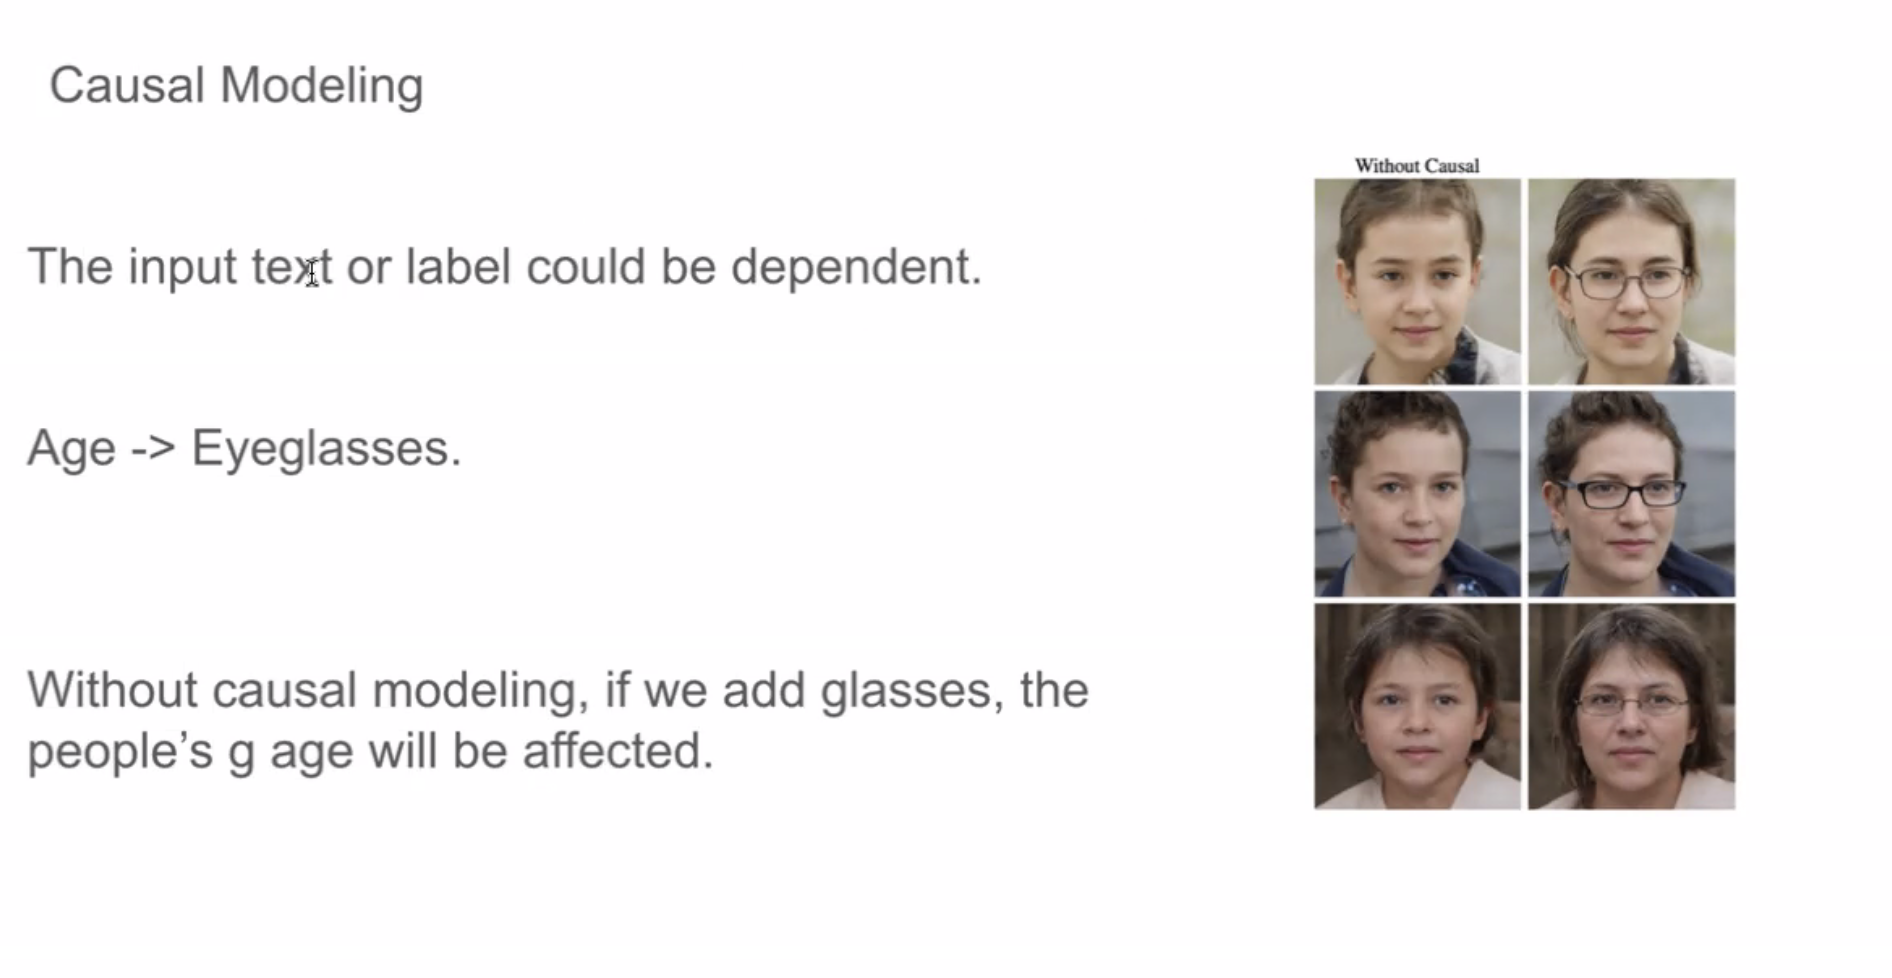 Causal Modeling
Without Causal
The input text or label could be dependent.
Age -> Eyeglasses.
Without causal modeling, if we add glasses, the
people’s g age will be affected.